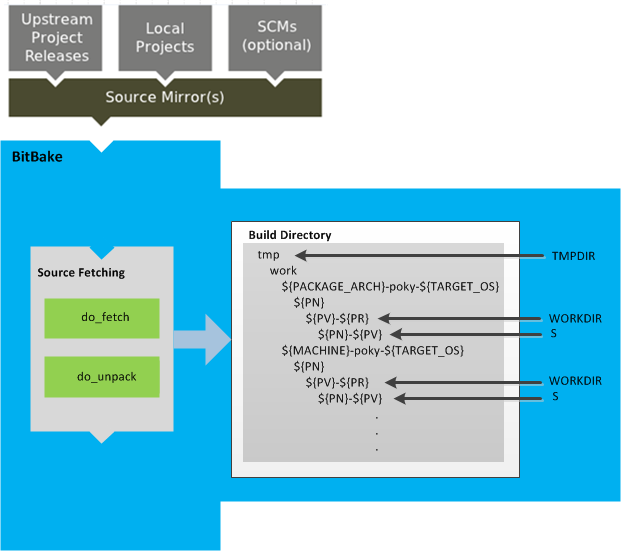 Upstream
Project
Releases
Local
Projects
SCMs
(optional)
Source Mirror(s)
BitBake
Source Fetching
do_fetch
do_unpack
Build Directory
tmp
TMPDIR
work
${PACKAGE_ARCH}-poky-${TARGET_OS}
${PN}
${PV}-${PR}
WORKDIR
${PN}-${PV}
S
${MACHINE}-poky-${TARGET_OS}
${PN}
${PV}-${PR}
WORKDIR
${PN}-${PV}
S
.
.
.